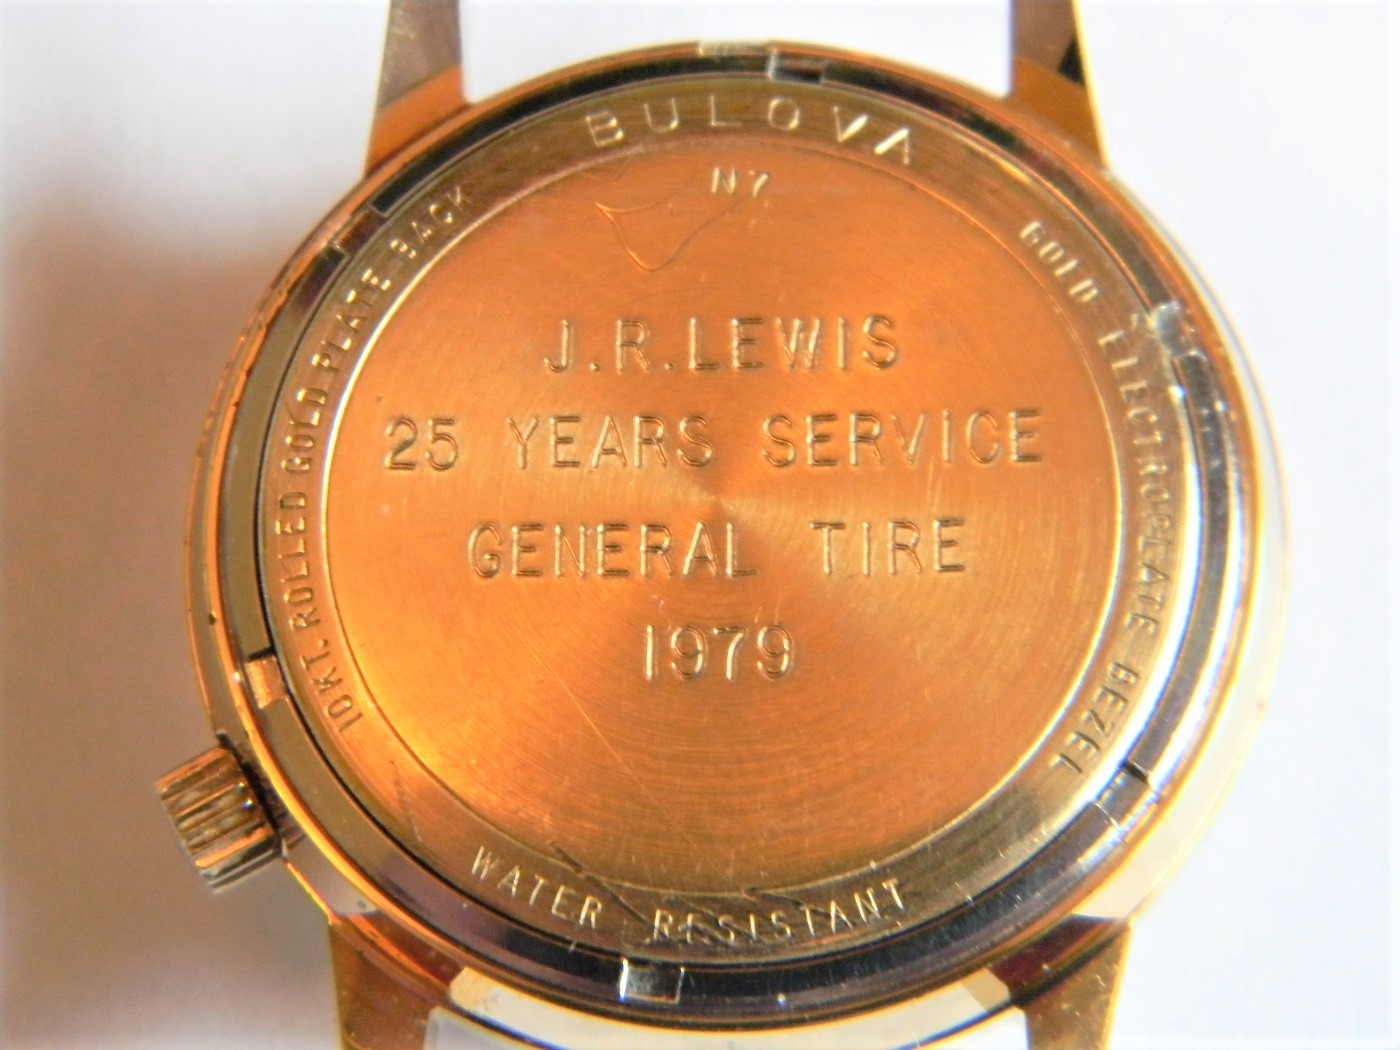 BULOVA
N7
10KT. ROLLED GOLD PLATE BACK
GOLD ELECTROPLATE BEZEL
J.R.LEWIS
25 YEARS SERVICE
GENERAL TIRE
1979
WATER RESISTANT